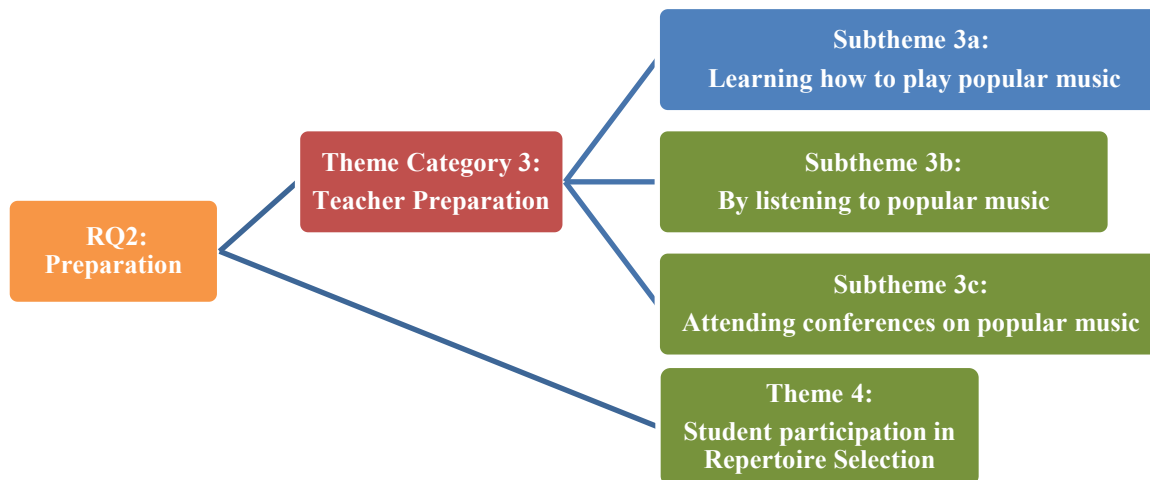 RQ2:
Preparation
Theme Category 3:
Teacher Preparation
Subtheme 3a:
Learning how to play popular music
Subtheme 3b:
By listening to popular music
Subtheme 3c:
Attending conferences on popular music
Theme 4:
Student participation in
Repertoire Selection